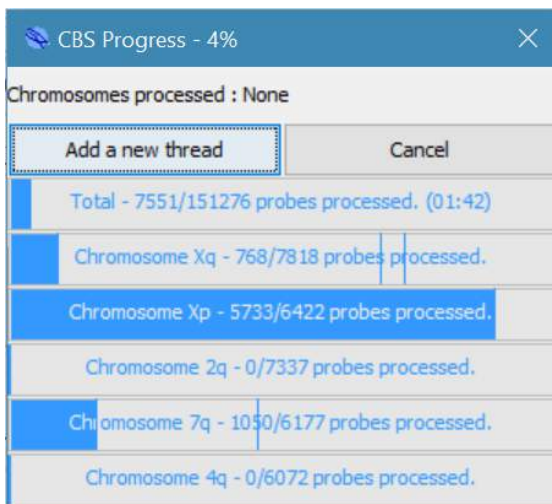 CBS Progress - 4%
Chromosomes processed : None
Add a new thread Cancel
Total - 7551/151276 probes processed. (01:42)
Chromosome Xq - 768/7818 probes processed.
Chromosome Xp - 5733/6422 probes processed.
Chromosome 2q - 0/7337 probes processed.
Chromosome 7q - 1050/6177 probes processed.
Chromosome 4q - 0/6072 probes processed.